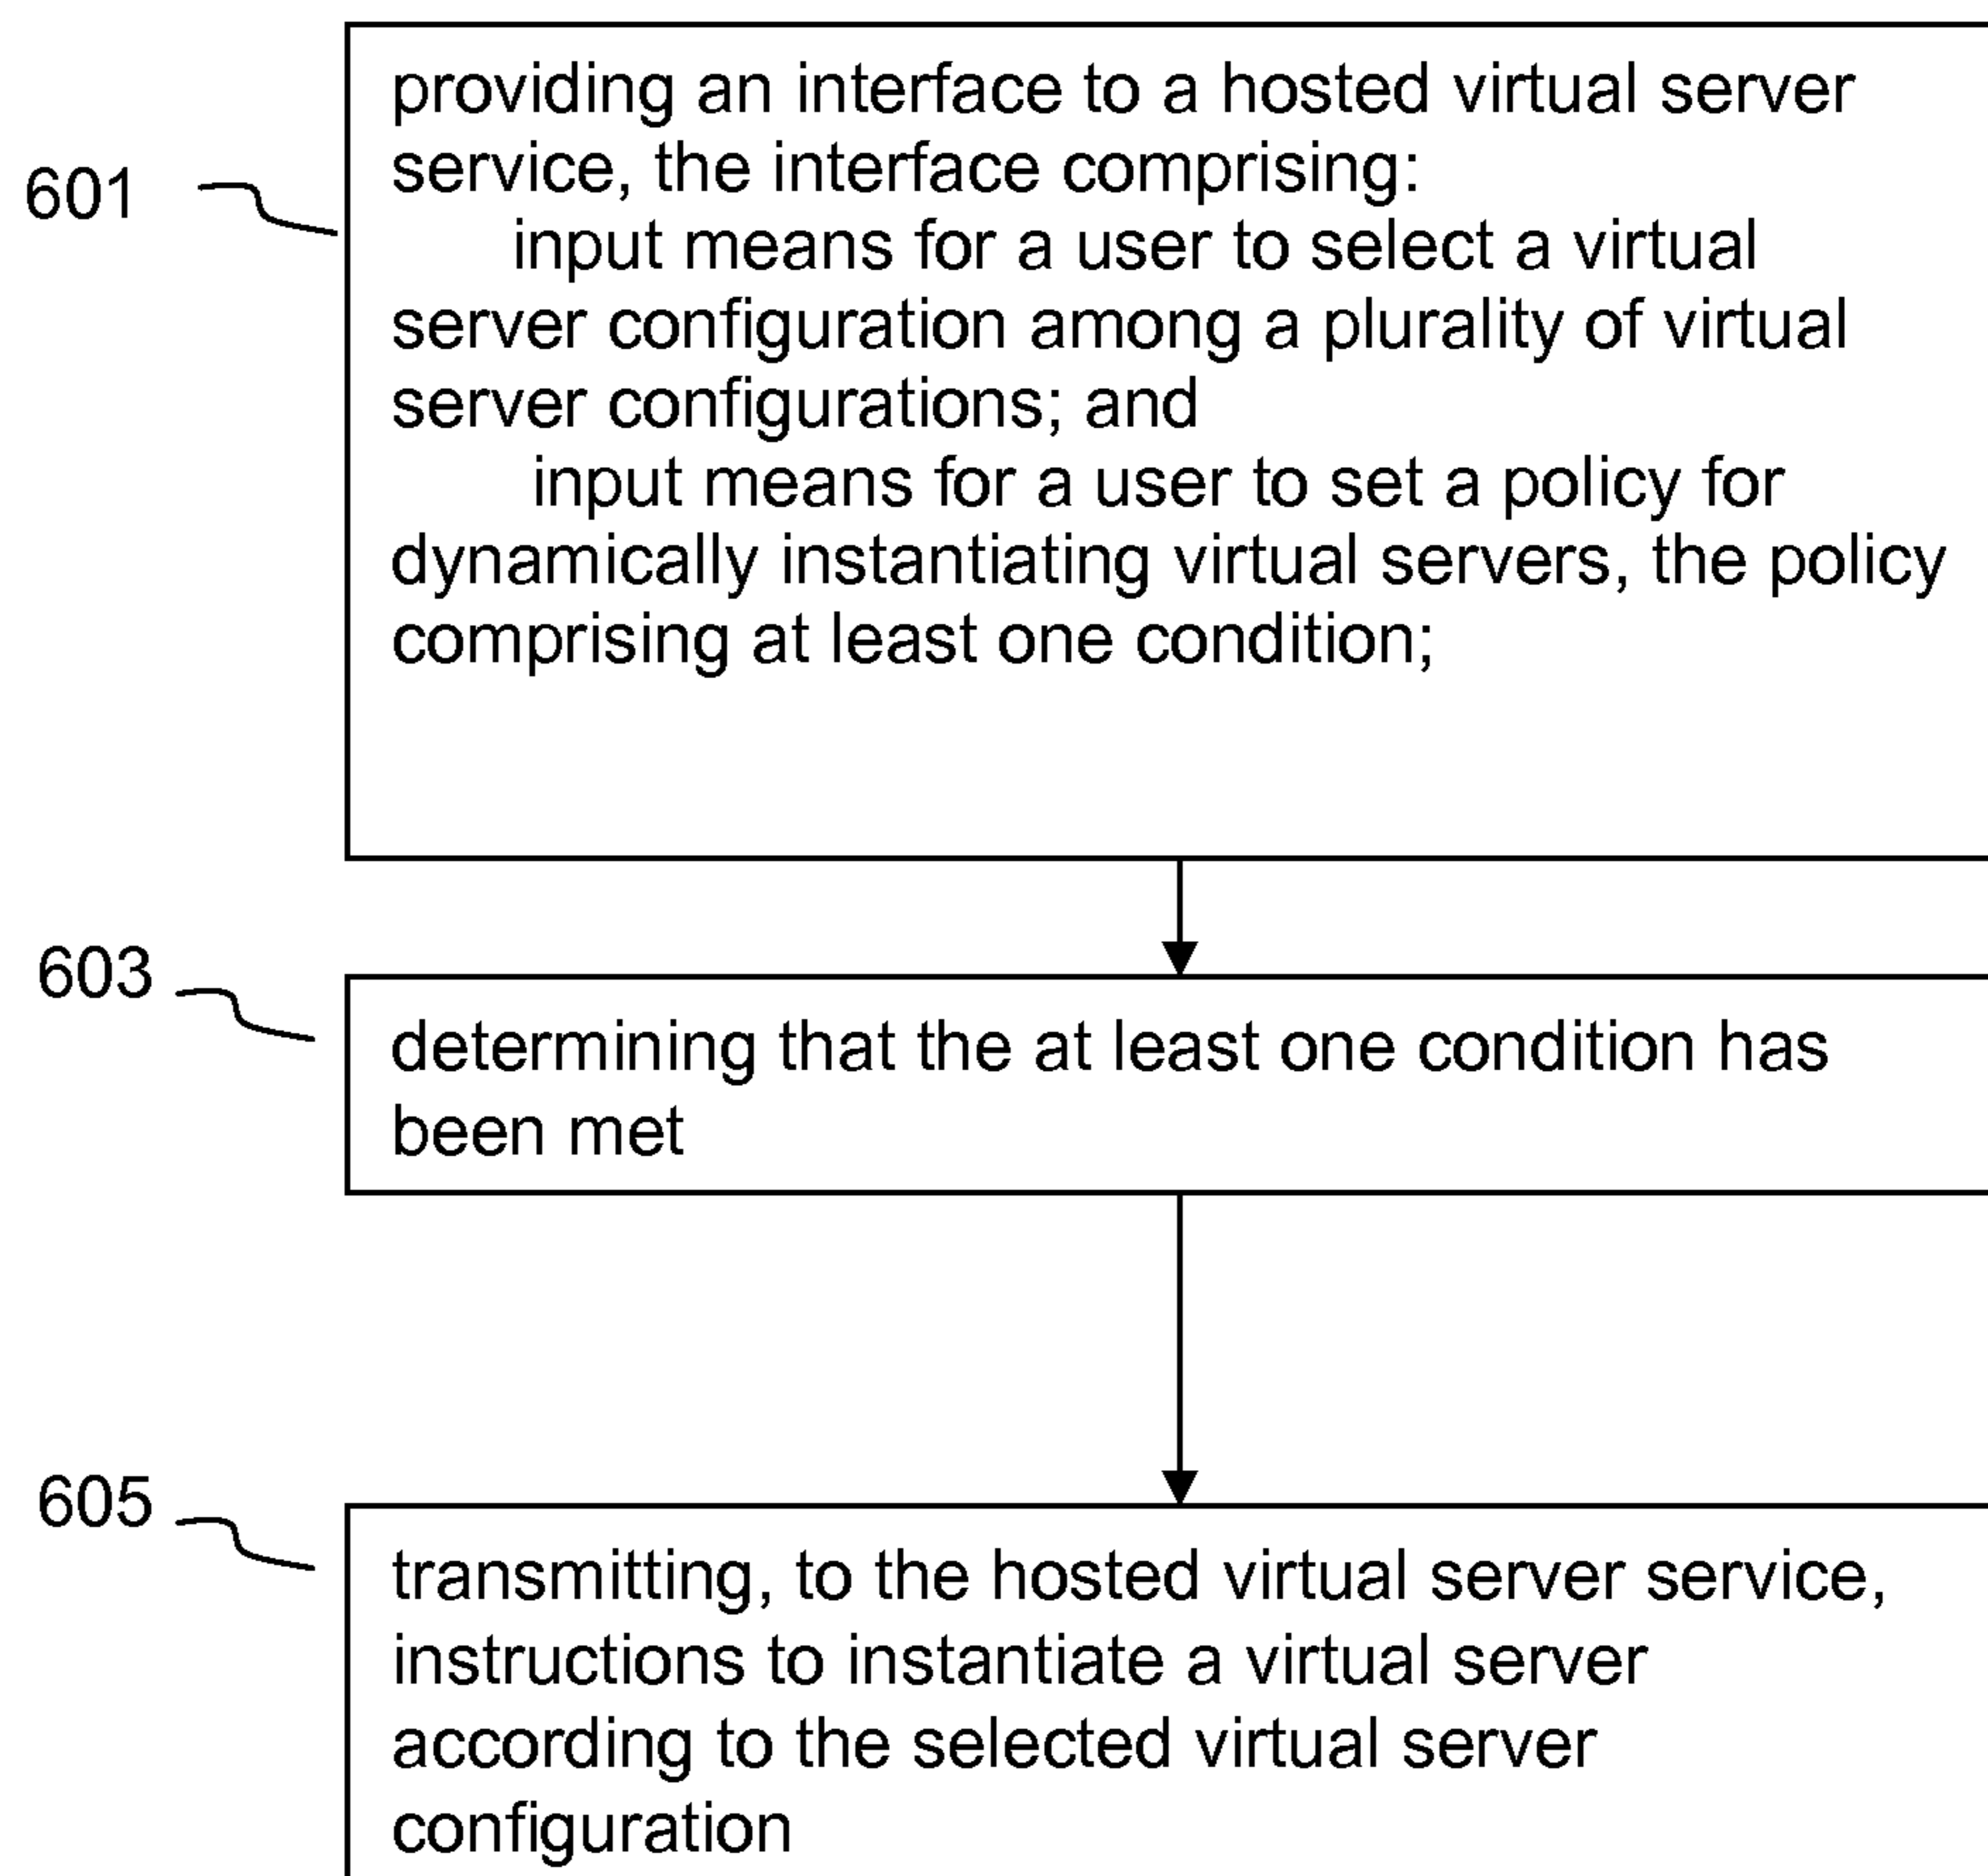 providing an interface to a hosted virtual server
service, the interface comprising:
601
input means for a user to select a virtual
server configuration among a plurality of virtual
server configurations; and
input means for a user to set a policy for
dynamically instantiating virtual servers, the policy
comprising at least one condition;
603
determining that the at least one condition has
been met
605
transmitting, to the hosted virtual server service,
instructions to instantiate a virtual server
according to the selected virtual server
configuration